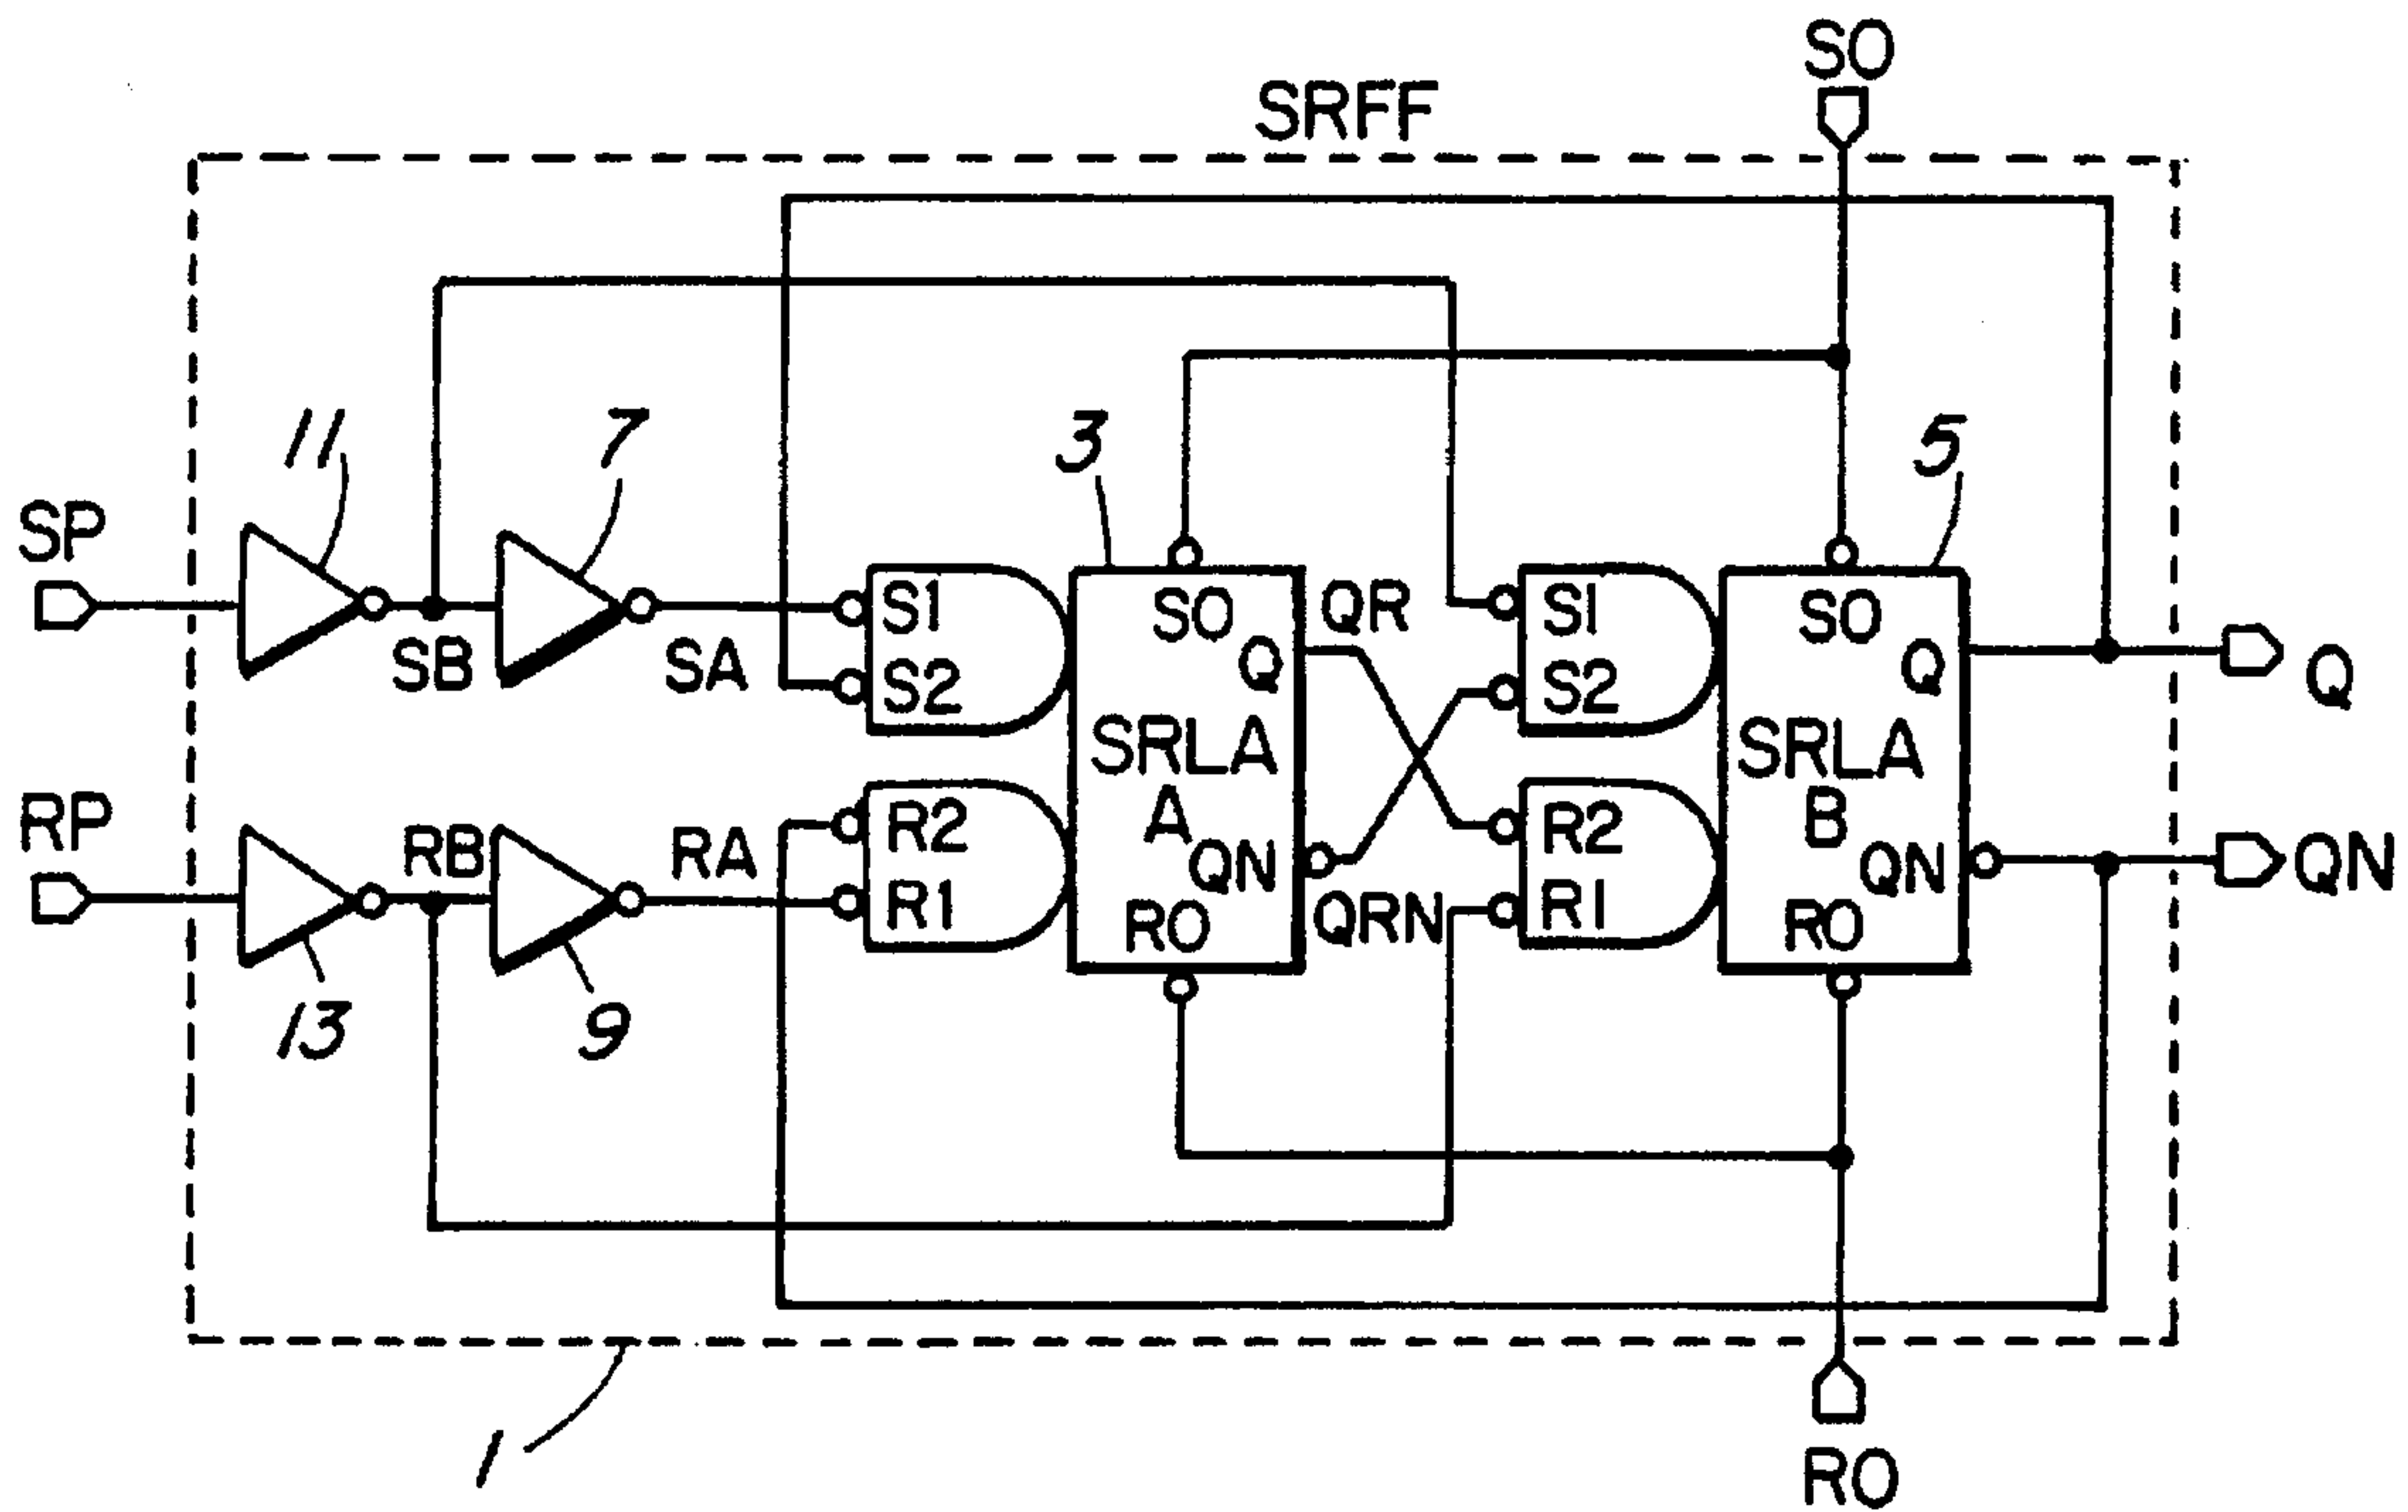 SO
SRFF
11
7
3
5
SP
SB
SA
S1
S2
SO
Q
QR
S1
S2
SO
Q
Q
SRLA
A
SRLA
B
RP
RB
RA
R2
R1
QN
RO
QRN
R2
R1
QN
RO
QN
13
9
1
RO